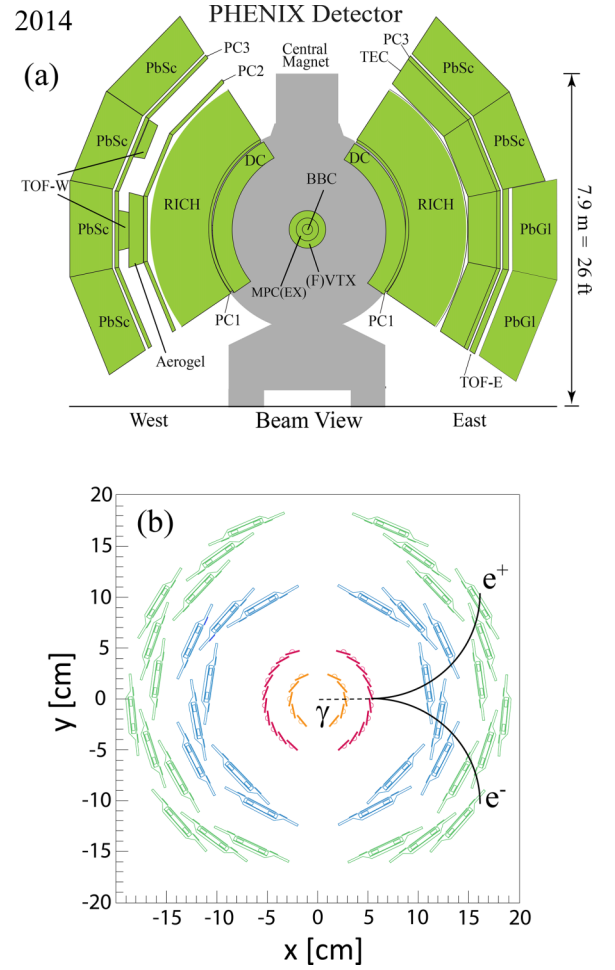 2014
PHENIX Detector
(a)
PbSc
PC3
PC2
Central
Magnet
PC3
TEC
PbSc
PbSc
DC
DC
PbSc
TOF-W
BBC
RICH
RICH
PbSc
PbGl
MPC(EX)
(F)VTX
PbSc
PC1
PC1
PbGl
Aerogel
TOF-E
7.9 m = 26 ft
West
Beam View
East
(b)
20
15
10
5
0
-5
-10
-15
-20
y [cm]
e+
γ
e-
-15
-10
-5
0
5
10
15
20
x [cm]